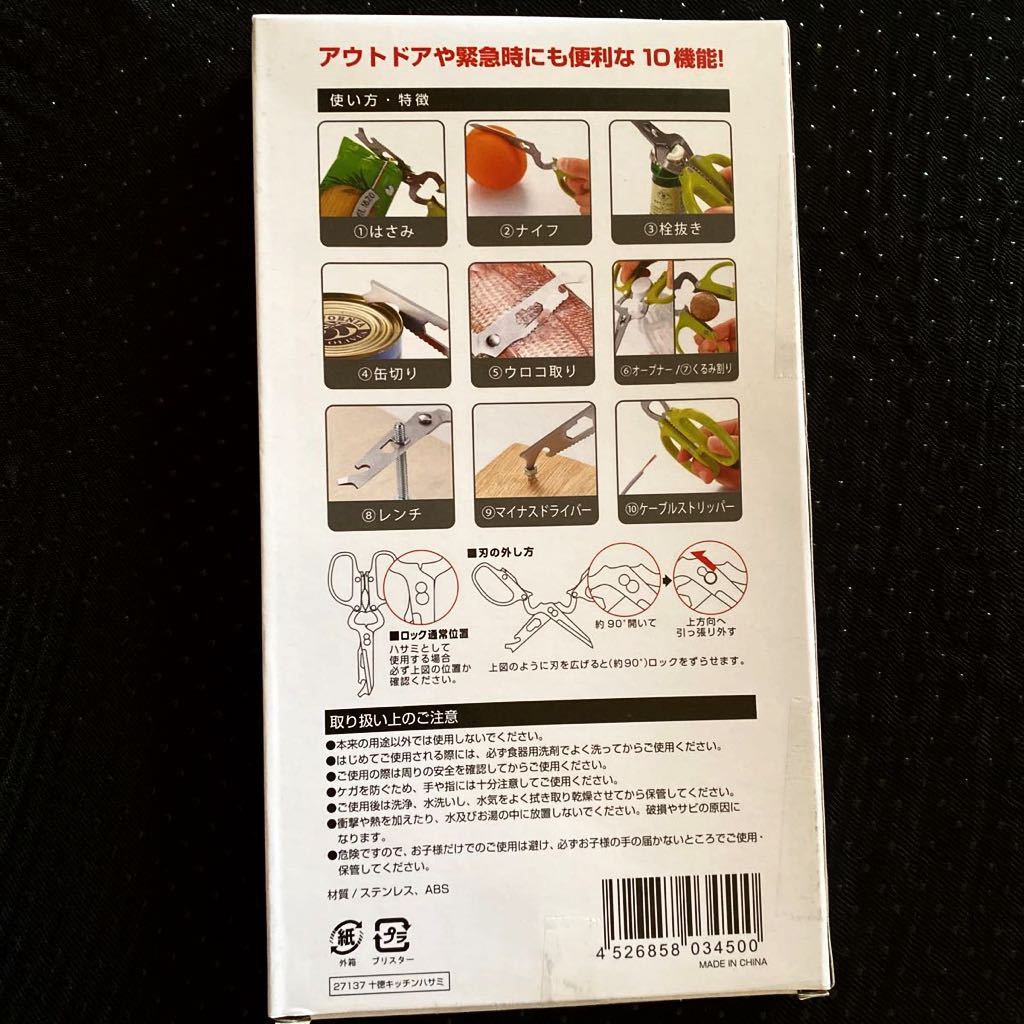 アウトドアや緊急時にも便利な 10機能!
使い方・特徴
①はさみ
②ナイフ
③栓抜き
④缶切り
⑤ウロコ取り
⑥オープナー/⑦くるみ割り
⑧レンチ
⑨マイナスドライバー
⑩ケーブルストリッパー
■ロック通常位置
ハサミとして
使用する場合
必ず上図の位置か
確認ください。
■刃の外し方
約90°開いて
上方向へ
引っ張り外す
上図のように刃を広げると(約90°)ロックをずらせます。
取り扱い上のご注意
●本来の用途以外では使用しないでください。
●はじめてご使用される際には、必ず食器用洗剤でよく洗ってからご使用ください。
●ご使用の際は周りの安全を確認してからご使用ください。
●ケガを防ぐため、手や指には十分注意してご使用ください。
●ご使用後は洗浄、水洗いし、水気をよく拭き取り乾燥させてから保管してください。
●衝撃や熱を加えたり、水及びお湯の中に放置しないでください。破損やサビの原因に
なります。
●危険ですので、お子様だけでのご使用は避け、必ずお子様の手の届かないところでご使用・
保管してください。
材質/ステンレス、ABS
紙
外箱
プラ
ブリスター
4 526858 034500
MADE IN CHINA
27137 十徳キッチンハサミ